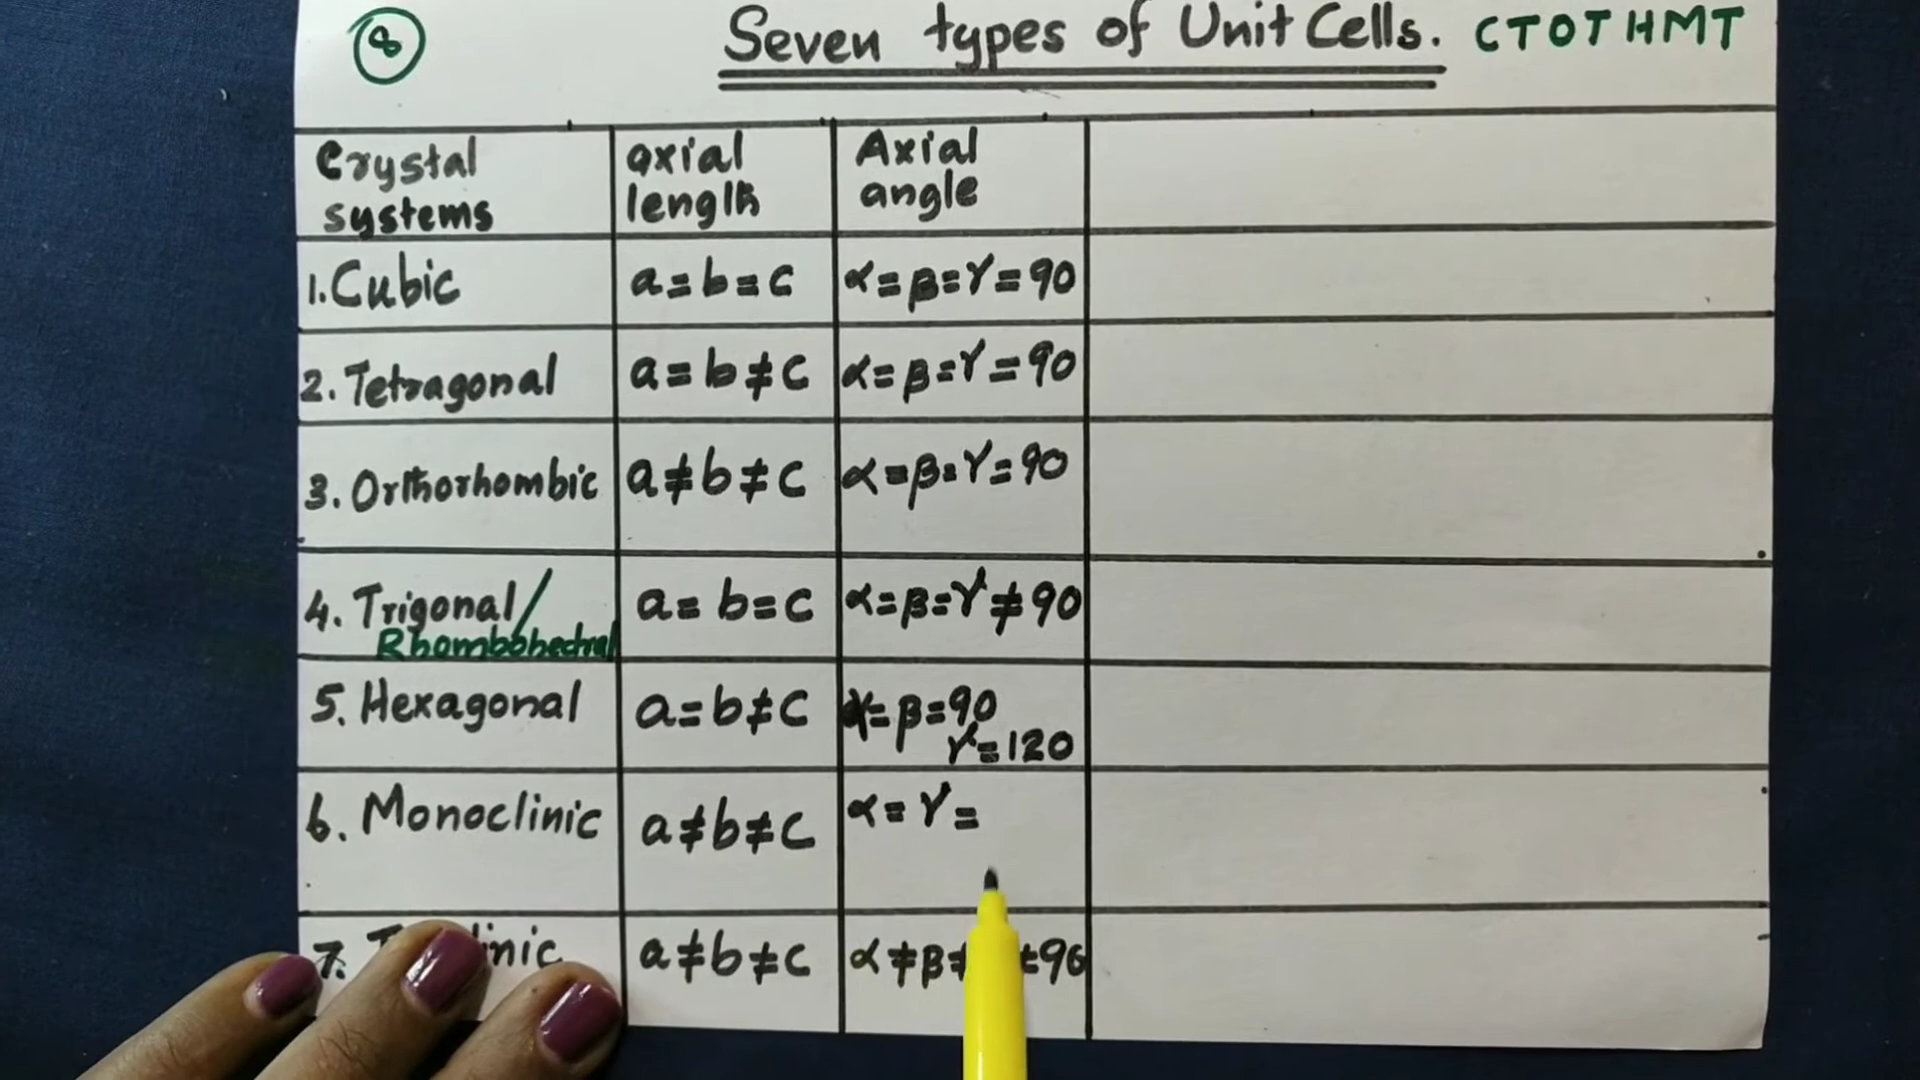 8
Seven types of Unit Cells. CTOTHMT
Crystal systems
axial length
Axial angle
1. Cubic
a = b = c
α = β = γ = 90
2. Tetragonal
a = b ≠ c
α = β = γ = 90
3. Orthorhombic
a ≠ b ≠ c
α = β = γ = 90
4. Trigonal/
Rhombohedral
a = b = c
α = β = γ ≠ 90
5. Hexagonal
a = b ≠ c
α = β = 90
γ = 120
6. Monoclinic
a ≠ b ≠ c
α = γ =
7.
a ≠ b ≠ c
α ≠ β ≠